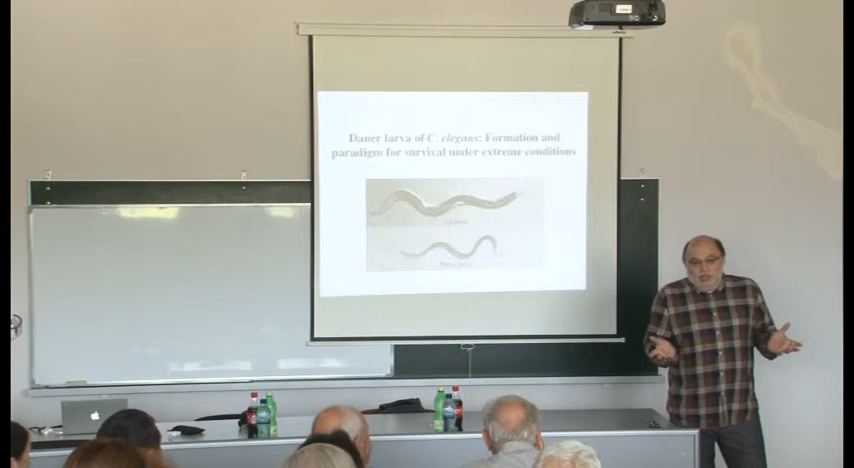 Dauer larva of C. elegans: Formation and
paradigm for survival under extreme conditions